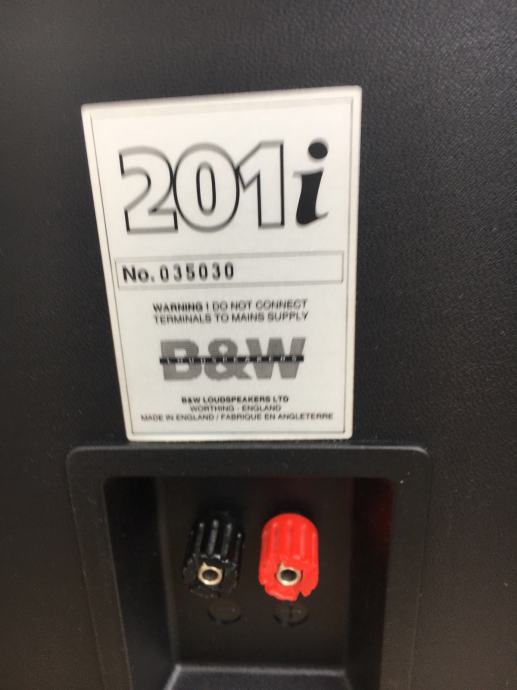 201i
No. 035030
WARNING ! DO NOT CONNECT
TERMINALS TO MAINS SUPPLY
B&W
LOUDSPEAKERS
B&W LOUDSPEAKERS LTD
WORTHING - ENGLAND
MADE IN ENGLAND / FABRIQUE EN ANGLETERRE